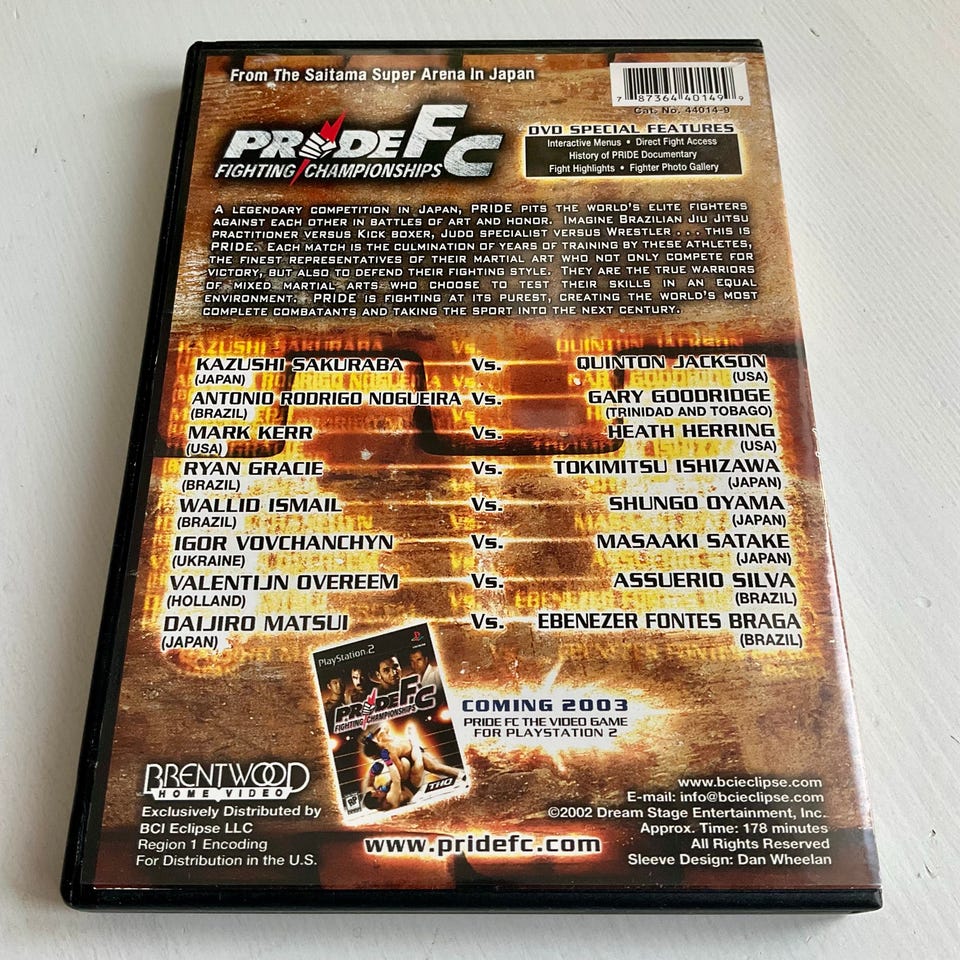 From The Saitama Super Arena In Japan
7 87364 40149 9
Cat. No. 44014-9
PRIDE FC
FIGHTING CHAMPIONSHIPS
DVD SPECIAL FEATURES
Interactive Menus • Direct Fight Access
History of PRIDE Documentary
Fight Highlights • Fighter Photo Gallery
A LEGENDARY COMPETITION IN JAPAN, PRIDE PITS THE WORLD'S ELITE FIGHTERS
AGAINST EACH OTHER IN BATTLES OF ART AND HONOR. IMAGINE BRAZILIAN JIU JITSU
PRACTITIONER VERSUS KICK BOXER, JUDO SPECIALIST VERSUS WRESTLER . . . THIS IS
PRIDE. EACH MATCH IS THE CULMINATION OF YEARS OF TRAINING BY THESE ATHLETES,
THE FINEST REPRESENTATIVES OF THEIR MARTIAL ART WHO NOT ONLY COMPETE FOR
VICTORY, BUT ALSO TO DEFEND THEIR FIGHTING STYLE. THEY ARE THE TRUE WARRIORS
OF MIXED MARTIAL ARTS WHO CHOOSE TO TEST THEIR SKILLS IN AN EQUAL
ENVIRONMENT. PRIDE IS FIGHTING AT ITS PUREST, CREATING THE WORLD'S MOST
COMPLETE COMBATANTS AND TAKING THE SPORT INTO THE NEXT CENTURY.
KAZUSHI SAKURABA Vs. QUINTON JACKSON
(JAPAN) (USA)
ANTONIO RODRIGO NOGUEIRA Vs. GARY GOODRIDGE
(BRAZIL) (TRINIDAD AND TOBAGO)
MARK KERR Vs. HEATH HERRING
(USA) (USA)
RYAN GRACIE Vs. TOKIMITSU ISHIZAWA
(BRAZIL) (JAPAN)
WALLID ISMAIL Vs. SHUNGO OYAMA
(BRAZIL) (JAPAN)
IGOR VOVCHANCHYN Vs. MASAAKI SATAKE
(UKRAINE) (JAPAN)
VALENTIJN OVEREEM Vs. ASSUERIO SILVA
(HOLLAND) (BRAZIL)
DAIJIRO MATSUI Vs. EBENEZER FONTES BRAGA
(JAPAN) (BRAZIL)
PlayStation.2
PRIDE FC
FIGHTING CHAMPIONSHIPS
THQ
RP
COMING 2003
PRIDE FC THE VIDEO GAME
FOR PLAYSTATION 2
BRENTWOOD
HOME VIDEO
Exclusively Distributed by
BCI Eclipse LLC
Region 1 Encoding
For Distribution in the U.S.
www.pridefc.com
www.bcieclipse.com
E-mail: info@bcieclipse.com
©2002 Dream Stage Entertainment, Inc.
Approx. Time: 178 minutes
All Rights Reserved
Sleeve Design: Dan Wheelan